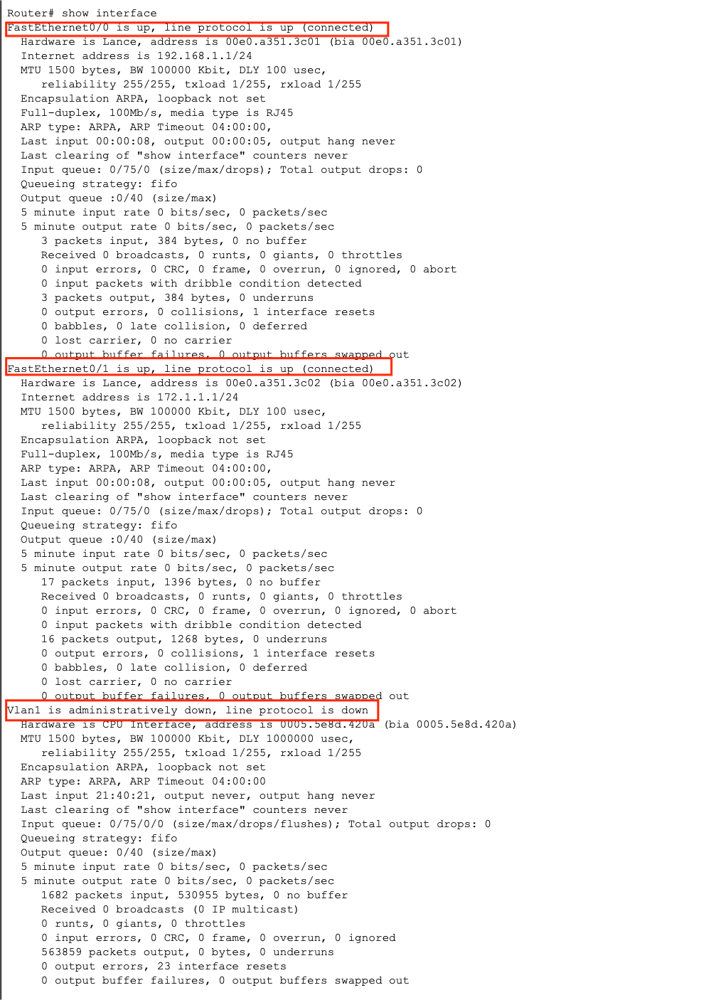 Router# show interface
FastEthernet0/0 is up, line protocol is up (connected)
Hardware is Lance, address is 00e0.a351.3c01 (bia 00e0.a351.3c01)
Internet address is 192.168.1.1/24
MTU 1500 bytes, BW 100000 Kbit, DLY 100 usec,
reliability 255/255, txload 1/255, rxload 1/255
Encapsulation ARPA, loopback not set
Full-duplex, 100Mb/s, media type is RJ45
ARP type: ARPA, ARP Timeout 04:00:00,
Last input 00:00:08, output 00:00:05, output hang never
Last clearing of "show interface" counters never
Input queue: 0/75/0 (size/max/drops); Total output drops: 0
Queueing strategy: fifo
Output queue :0/40 (size/max)
5 minute input rate 0 bits/sec, 0 packets/sec
5 minute output rate 0 bits/sec, 0 packets/sec
3 packets input, 384 bytes, 0 no buffer
Received 0 broadcasts, 0 runts, 0 giants, 0 throttles
0 input errors, 0 CRC, 0 frame, 0 overrun, 0 ignored, 0 abort
0 input packets with dribble condition detected
3 packets output, 384 bytes, 0 underruns
0 output errors, 0 collisions, 1 interface resets
0 babbles, 0 late collision, 0 deferred
0 lost carrier, 0 no carrier
0 output buffer failures, 0 output buffers swapped out
FastEthernet0/1 is up, line protocol is up (connected)
Hardware is Lance, address is 00e0.a351.3c02 (bia 00e0.a351.3c02)
Internet address is 172.1.1.1/24
MTU 1500 bytes, BW 100000 Kbit, DLY 100 usec,
reliability 255/255, txload 1/255, rxload 1/255
Encapsulation ARPA, loopback not set
Full-duplex, 100Mb/s, media type is RJ45
ARP type: ARPA, ARP Timeout 04:00:00,
Last input 00:00:08, output 00:00:05, output hang never
Last clearing of "show interface" counters never
Input queue: 0/75/0 (size/max/drops); Total output drops: 0
Queueing strategy: fifo
Output queue :0/40 (size/max)
5 minute input rate 0 bits/sec, 0 packets/sec
5 minute output rate 0 bits/sec, 0 packets/sec
17 packets input, 1396 bytes, 0 no buffer
Received 0 broadcasts, 0 runts, 0 giants, 0 throttles
0 input errors, 0 CRC, 0 frame, 0 overrun, 0 ignored, 0 abort
0 input packets with dribble condition detected
16 packets output, 1268 bytes, 0 underruns
0 output errors, 0 collisions, 1 interface resets
0 babbles, 0 late collision, 0 deferred
0 lost carrier, 0 no carrier
0 output buffer failures, 0 output buffers swapped out
Vlan1 is administratively down, line protocol is down
Hardware is CPU Interface, address is 0005.5e8d.420a (bia 0005.5e8d.420a)
MTU 1500 bytes, BW 100000 Kbit, DLY 1000000 usec,
reliability 255/255, txload 1/255, rxload 1/255
Encapsulation ARPA, loopback not set
ARP type: ARPA, ARP Timeout 04:00:00
Last input 21:40:21, output never, output hang never
Last clearing of "show interface" counters never
Input queue: 0/75/0/0 (size/max/drops/flushes); Total output drops: 0
Queueing strategy: fifo
Output queue: 0/40 (size/max)
5 minute input rate 0 bits/sec, 0 packets/sec
5 minute output rate 0 bits/sec, 0 packets/sec
1682 packets input, 530955 bytes, 0 no buffer
Received 0 broadcasts (0 IP multicast)
0 runts, 0 giants, 0 throttles
0 input errors, 0 CRC, 0 frame, 0 overrun, 0 ignored
563859 packets output, 0 bytes, 0 underruns
0 output errors, 23 interface resets
0 output buffer failures, 0 output buffers swapped out